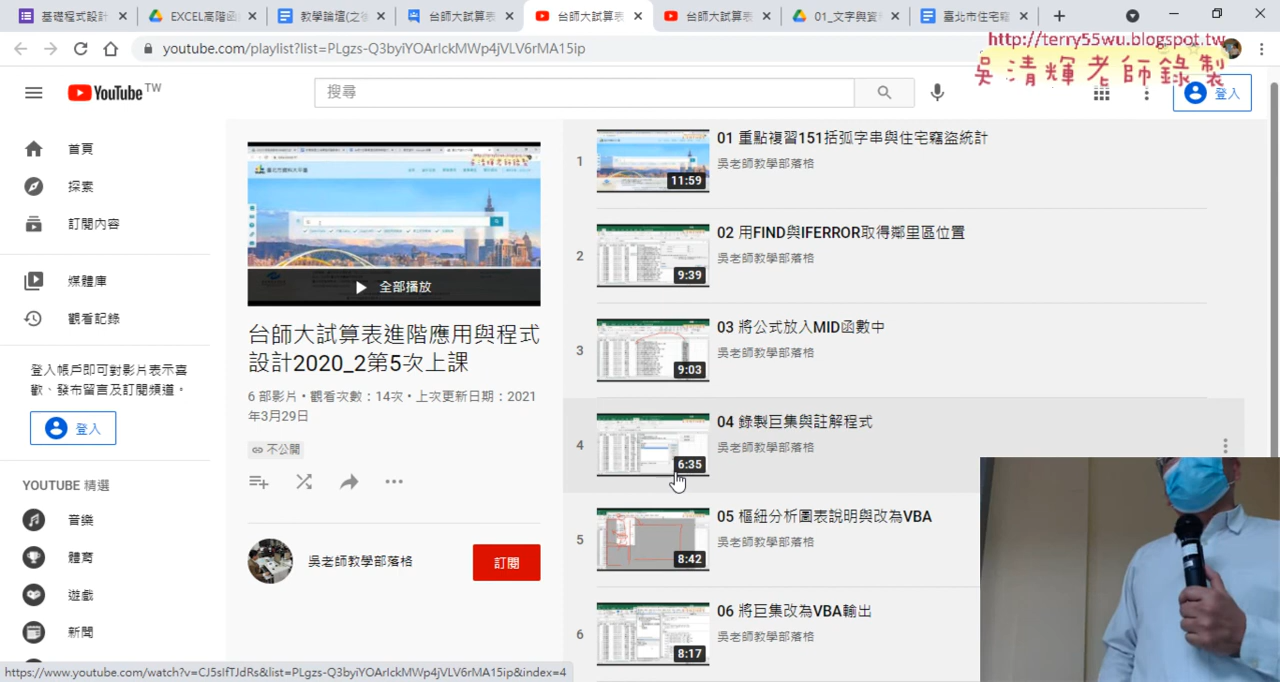 基礎程式設計
EXCEL高階函
教學論壇(之後
台師大試算表
台師大試算表
台師大試算表
01_文字與資
臺北市住宅竊
youtube.com/playlist?list=PLgzs-Q3byiYOArIckMWp4jVLV6rMA15ip
http://terry55wu.blogspot.tw
吳清輝老師錄製
YouTube TW
搜尋
登入
首頁
探索
訂閱內容
媒體庫
觀看記錄
登入帳戶即可對影片表示喜
歡、發布留言及訂閱頻道。
登入
YOUTUBE 精選
音樂
體育
遊戲
新聞
全部播放
台師大試算表進階應用與程式
設計2020_2第5次上課
6 部影片 • 觀看次數：14次 • 上次更新日期：2021
年3月29日
不公開
吳老師教學部落格
訂閱
1
11:59
01 重點複習151括弧字串與住宅竊盜統計
吳老師教學部落格
2
9:39
02 用FIND與IFERROR取得鄰里區位置
吳老師教學部落格
3
9:03
03 將公式放入MID函數中
吳老師教學部落格
4
6:35
04 錄製巨集與註解程式
吳老師教學部落格
5
8:42
05 樞紐分析圖表說明與改為VBA
吳老師教學部落格
6
8:17
06 將巨集改為VBA輸出
吳老師教學部落格
https://www.youtube.com/watch?v=CJ5sIfTJdRs&list=PLgzs-Q3byiYOArIckMWp4jVLV6rMA15ip&index=4